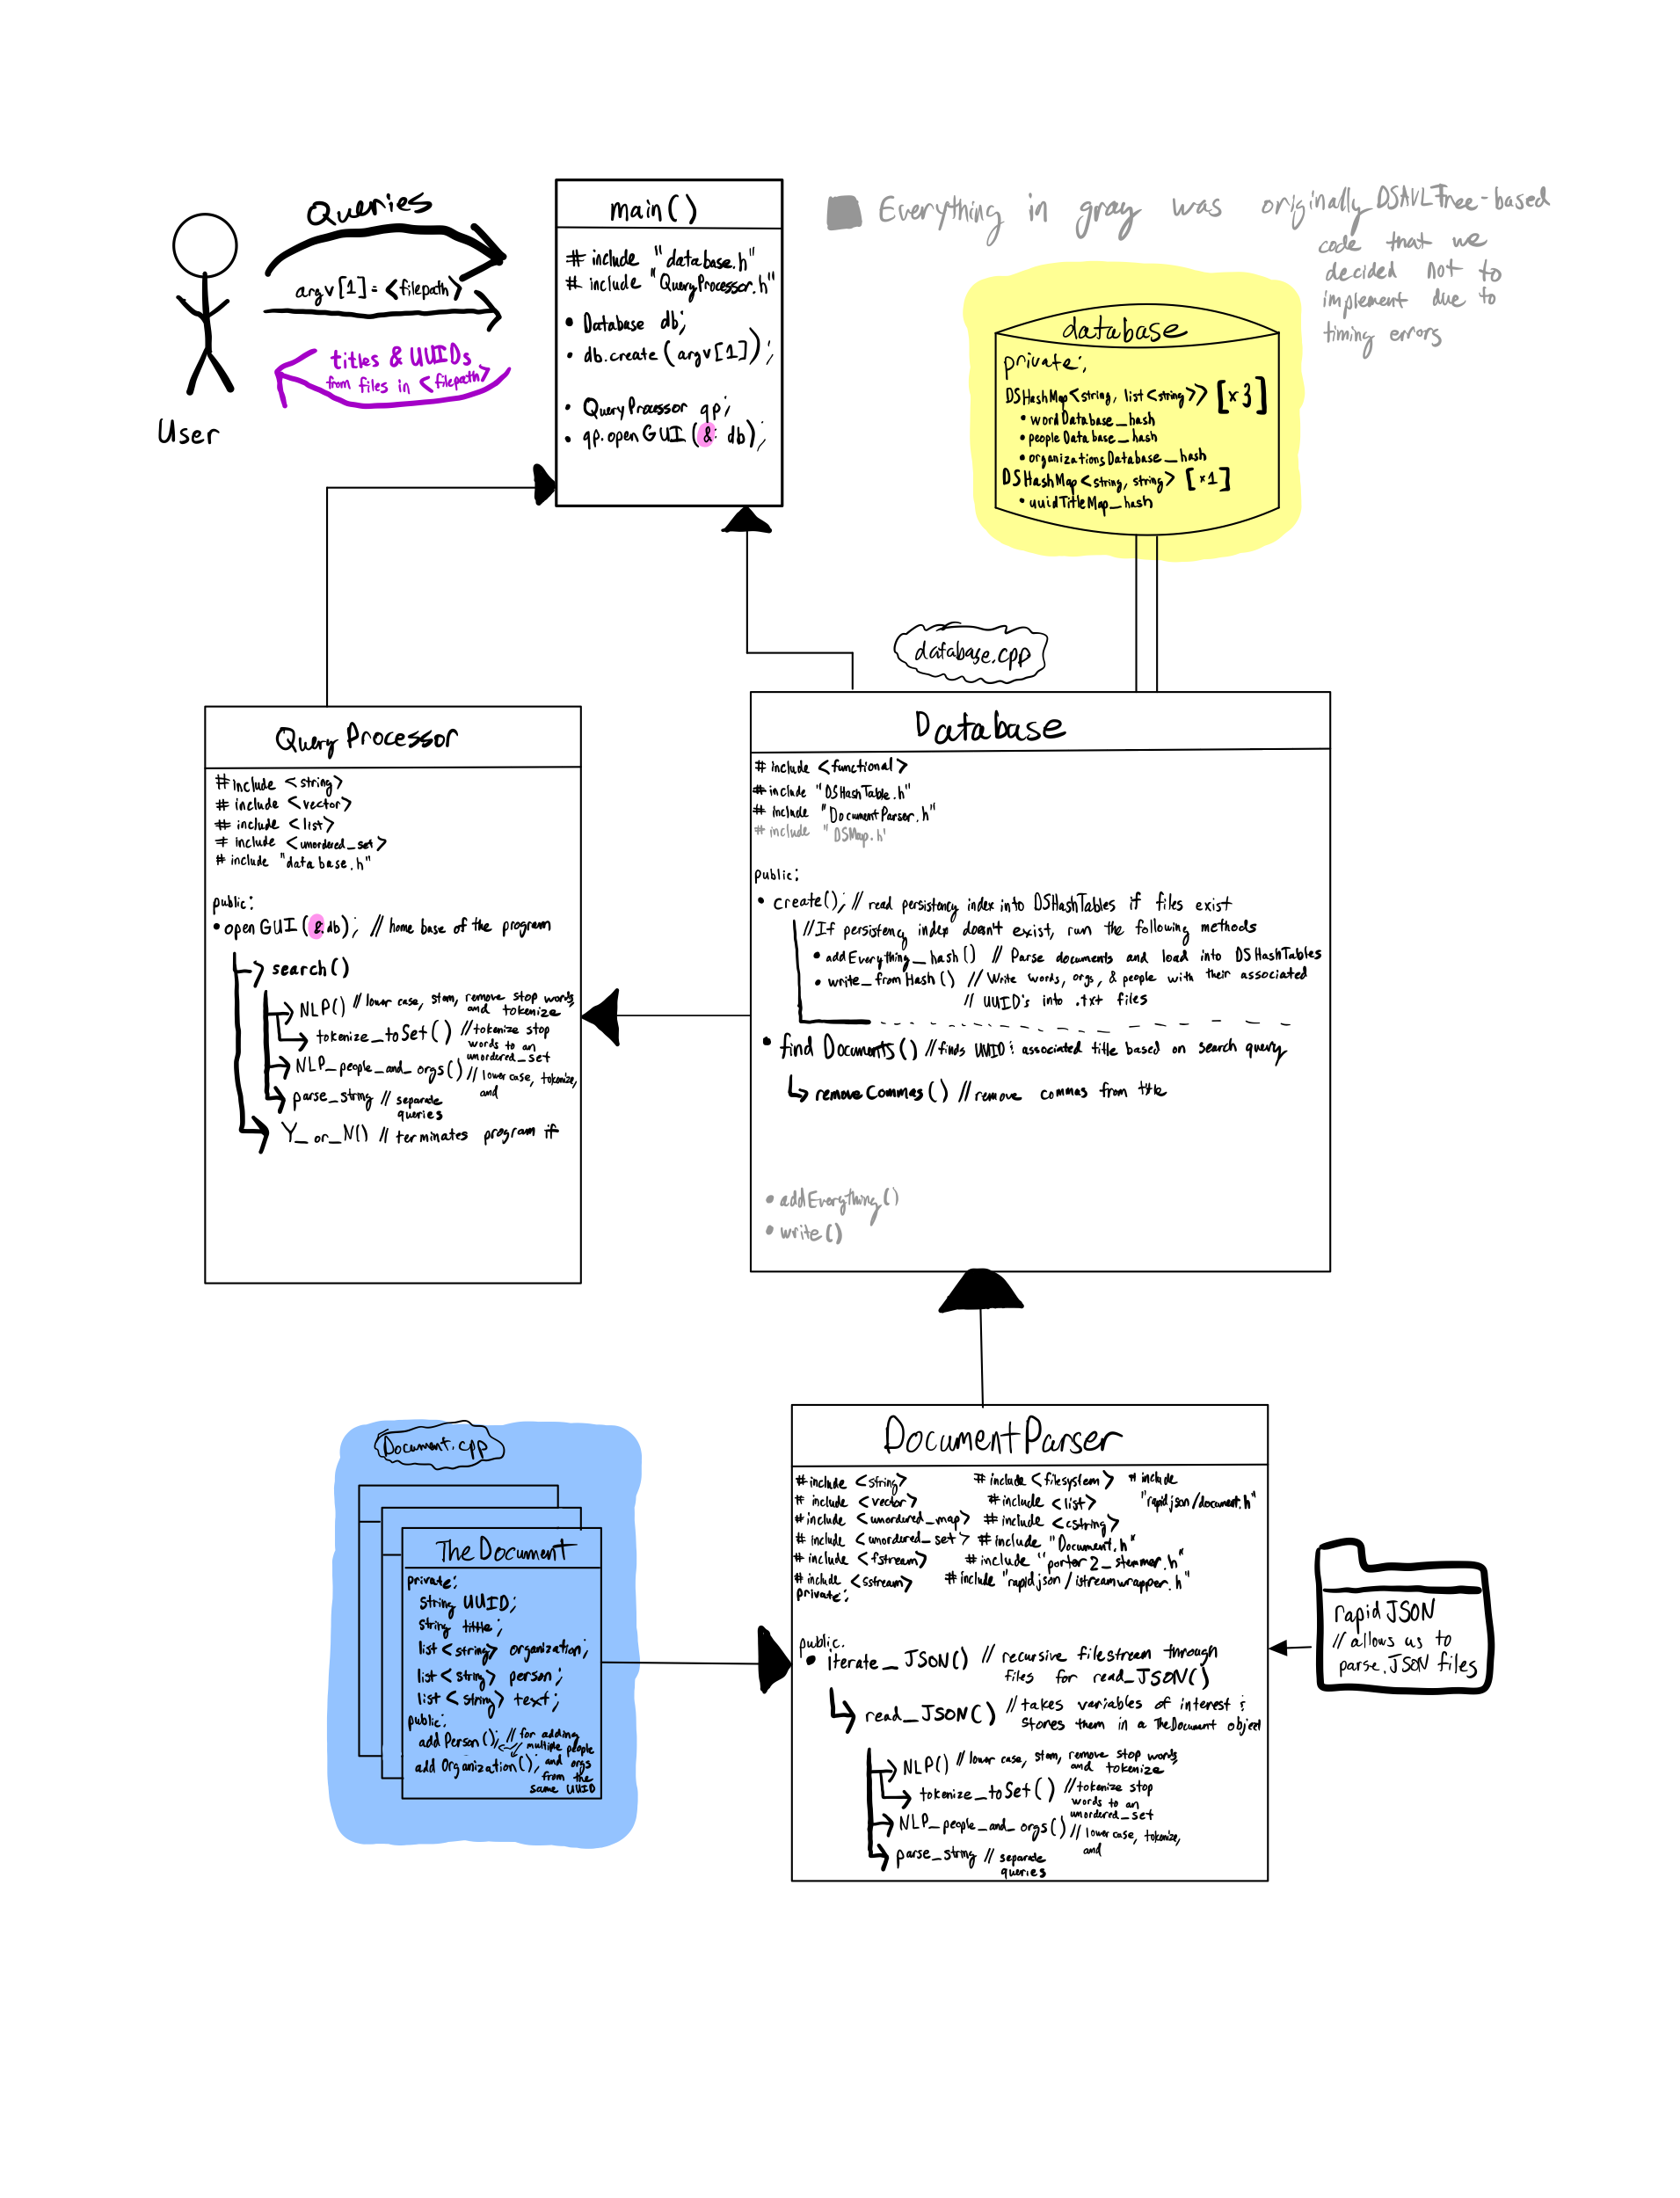 Queries
argv[1] = <filepath>
titles & UUIDs
from files in <filepath>
User
main()
#include "database.h"
#include "QueryProcessor.h"
• Database db;
• db.create(argv[1]);
• QueryProcessor qp;
• qp.openGUI(& db);
Everything in gray was originally DSAVLTree-based
code that we
decided not to
implement due to
timing errors
database
private:
DSHashMap<string, list<string>> [x3]
• wordDatabase_hash
• peopleDatabase_hash
• organizationsDatabase_hash
DSHashMap<string, string> [x1]
• uuidTitleMap_hash
database.cpp
Query Processor
#include <string>
#include <vector>
#include <list>
#include <unordered_set>
#include "database.h"
public:
• openGUI(& db); // home base of the program
search()
NLP() // lower case, stem, remove stop words,
and tokenize
tokenize_toSet() // tokenize stop
words to an
unordered_set
NLP_people_and_orgs() // lower case, tokenize,
and
parse_string // separate
queries
Y_or_N() // terminates program if
Database
#include <functional>
#include "DSHashTable.h"
#include "DocumentParser.h"
#include "DSMap.h"
public:
• create(); // read persistency index into DSHashTables if files exist
// If persistency index doesn't exist, run the following methods
• addEverything_hash() // Parse documents and load into DSHashTables
• write_fromHash() // Write words, orgs, & people with their associated
// UUID's into .txt files
• findDocuments() // finds UUID & associated title based on search query
removeCommas() // remove commas from title
• addEverything()
• write()
Document.cpp
TheDocument
private:
string UUID;
string tittle;
list<string> organization;
list<string> person;
list<string> text;
public:
addPerson(); // for adding
multiple people
addOrganization(); and orgs
from the
same UUID
DocumentParser
#include <string> #include <filesystem> #include
#include <vector> #include <list> "rapidjson/document.h"
#include <unordered_map> #include <cstring>
#include <unordered_set> #include "Document.h"
#include <fstream> #include "porter2_stemmer.h"
#include <sstream> #include "rapidjson/istreamwrapper.h"
private:
public:
• iterate_JSON() // recursive filestream through
files for read_JSON()
read_JSON() // takes variables of interest &
stores them in a TheDocument object
NLP() // lower case, stem, remove stop words,
and tokenize
tokenize_toSet() // tokenize stop
words to an
unordered_set
NLP_people_and_orgs() // lower case, tokenize,
and
parse_string // separate
queries
rapidJSON
// allows us to
parse.JSON files